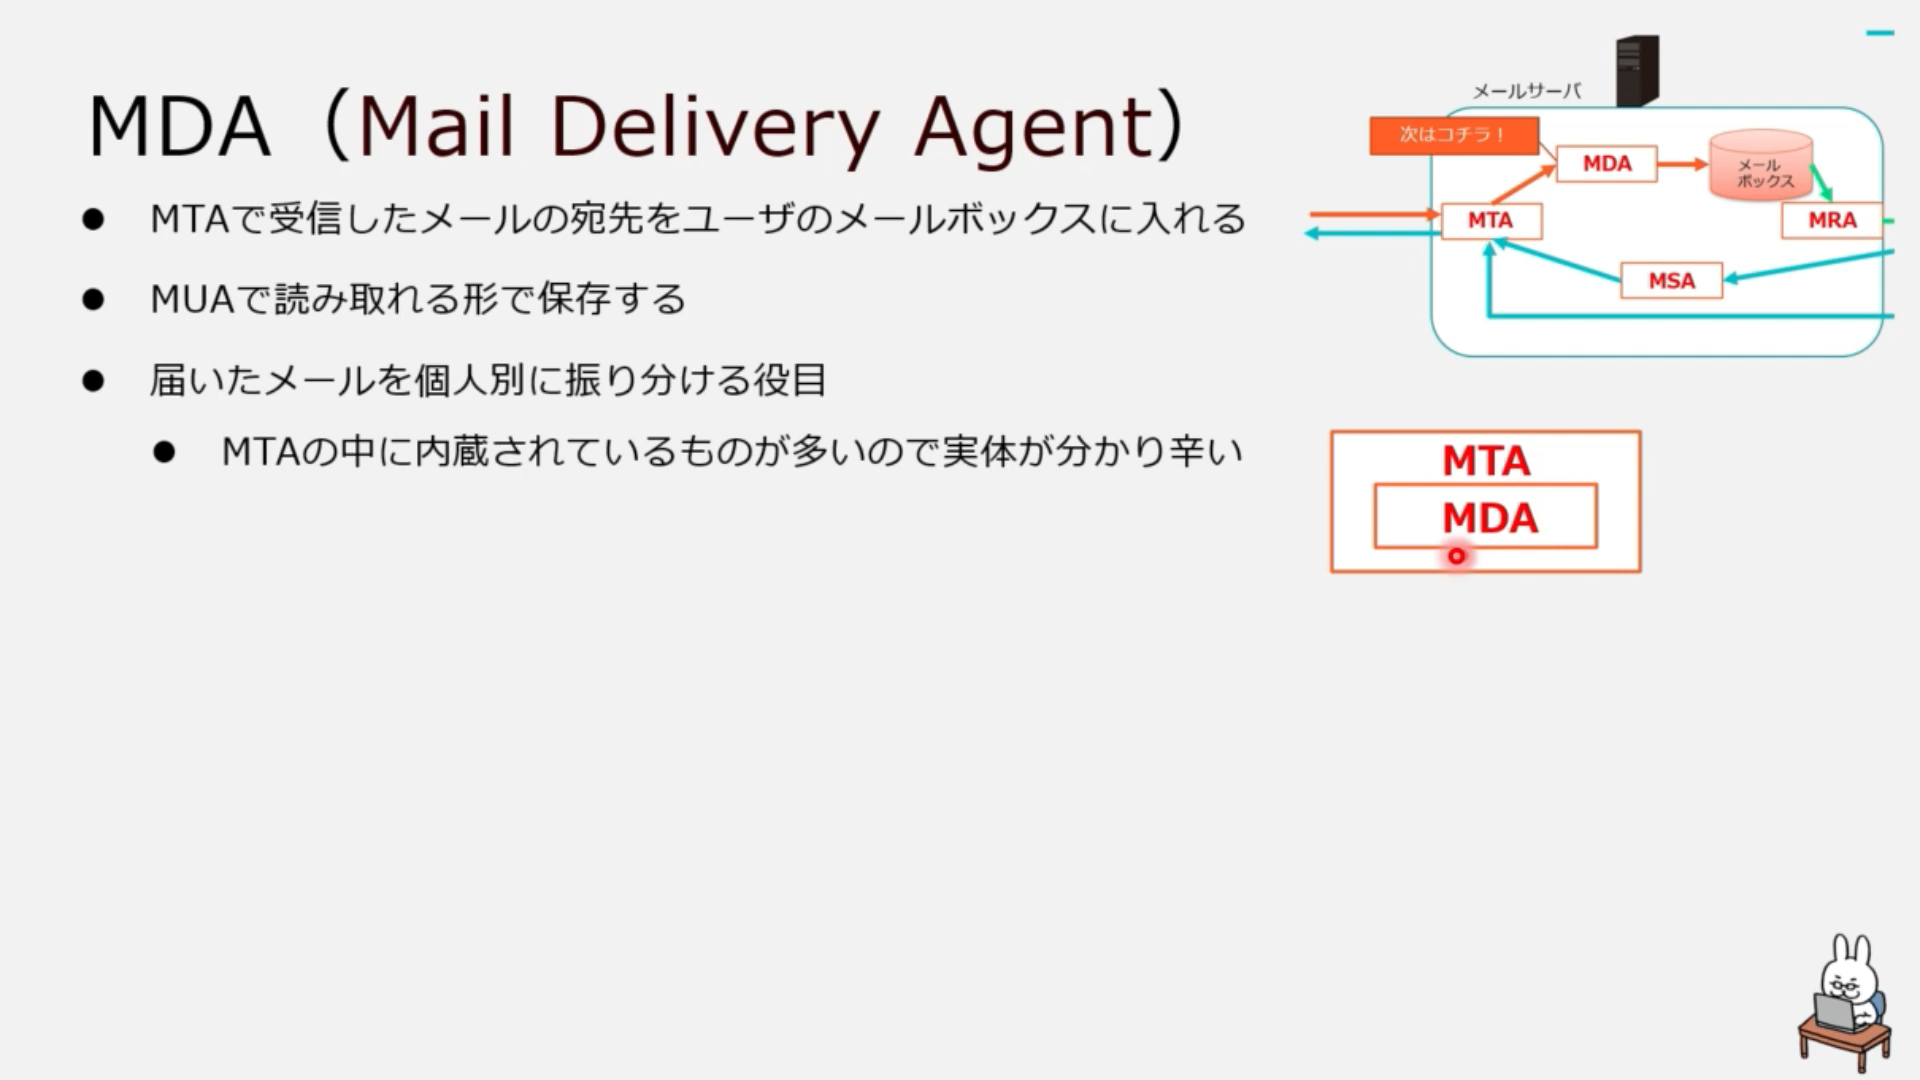 MDA（Mail Delivery Agent）
MTAで受信したメールの宛先をユーザのメールボックスに入れる
MUAで読み取れる形で保存する
届いたメールを個人別に振り分ける役目
MTAの中に内蔵されているものが多いので実体が分かり辛い
メールサーバ
次はコチラ！
MDA
メール
ボックス
MTA
MRA
MSA
MTA
MDA